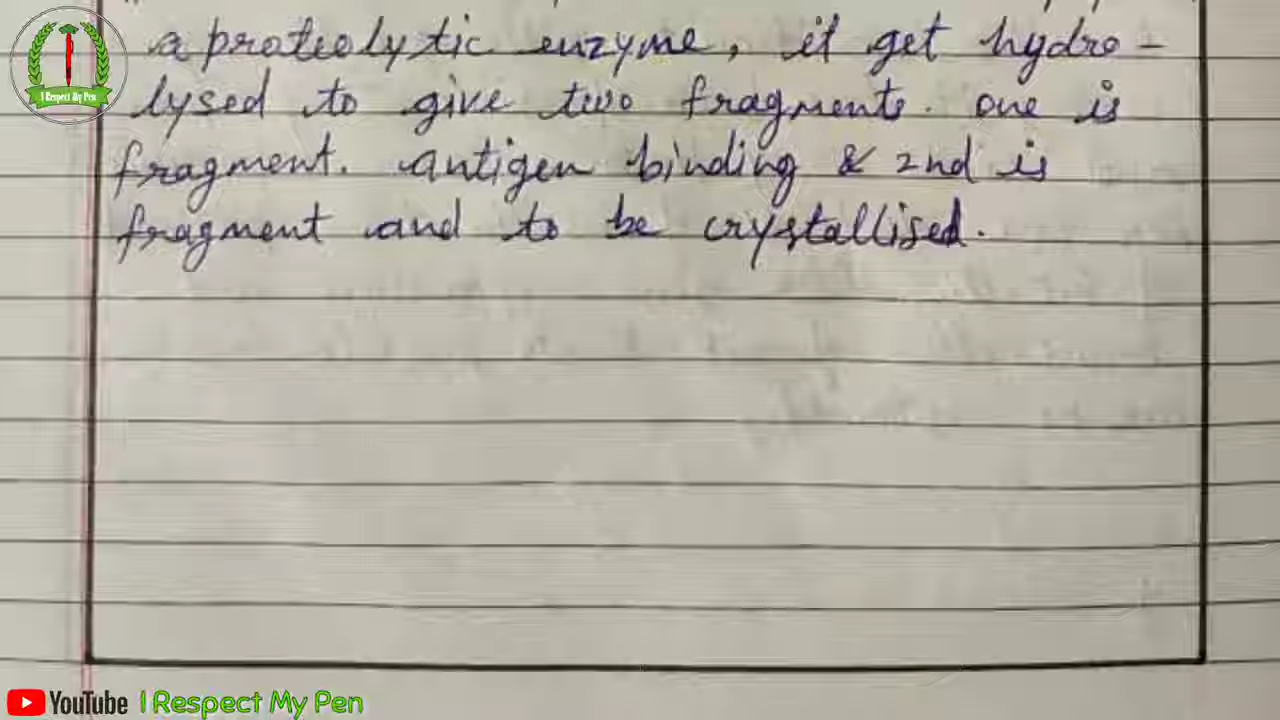 a proteolytic enzyme, it get hydro-
lysed to give two fragments. one is
fragment. antigen binding & 2nd is
fragment and to be crystallised.
I Respect My Pen
YouTube I Respect My Pen